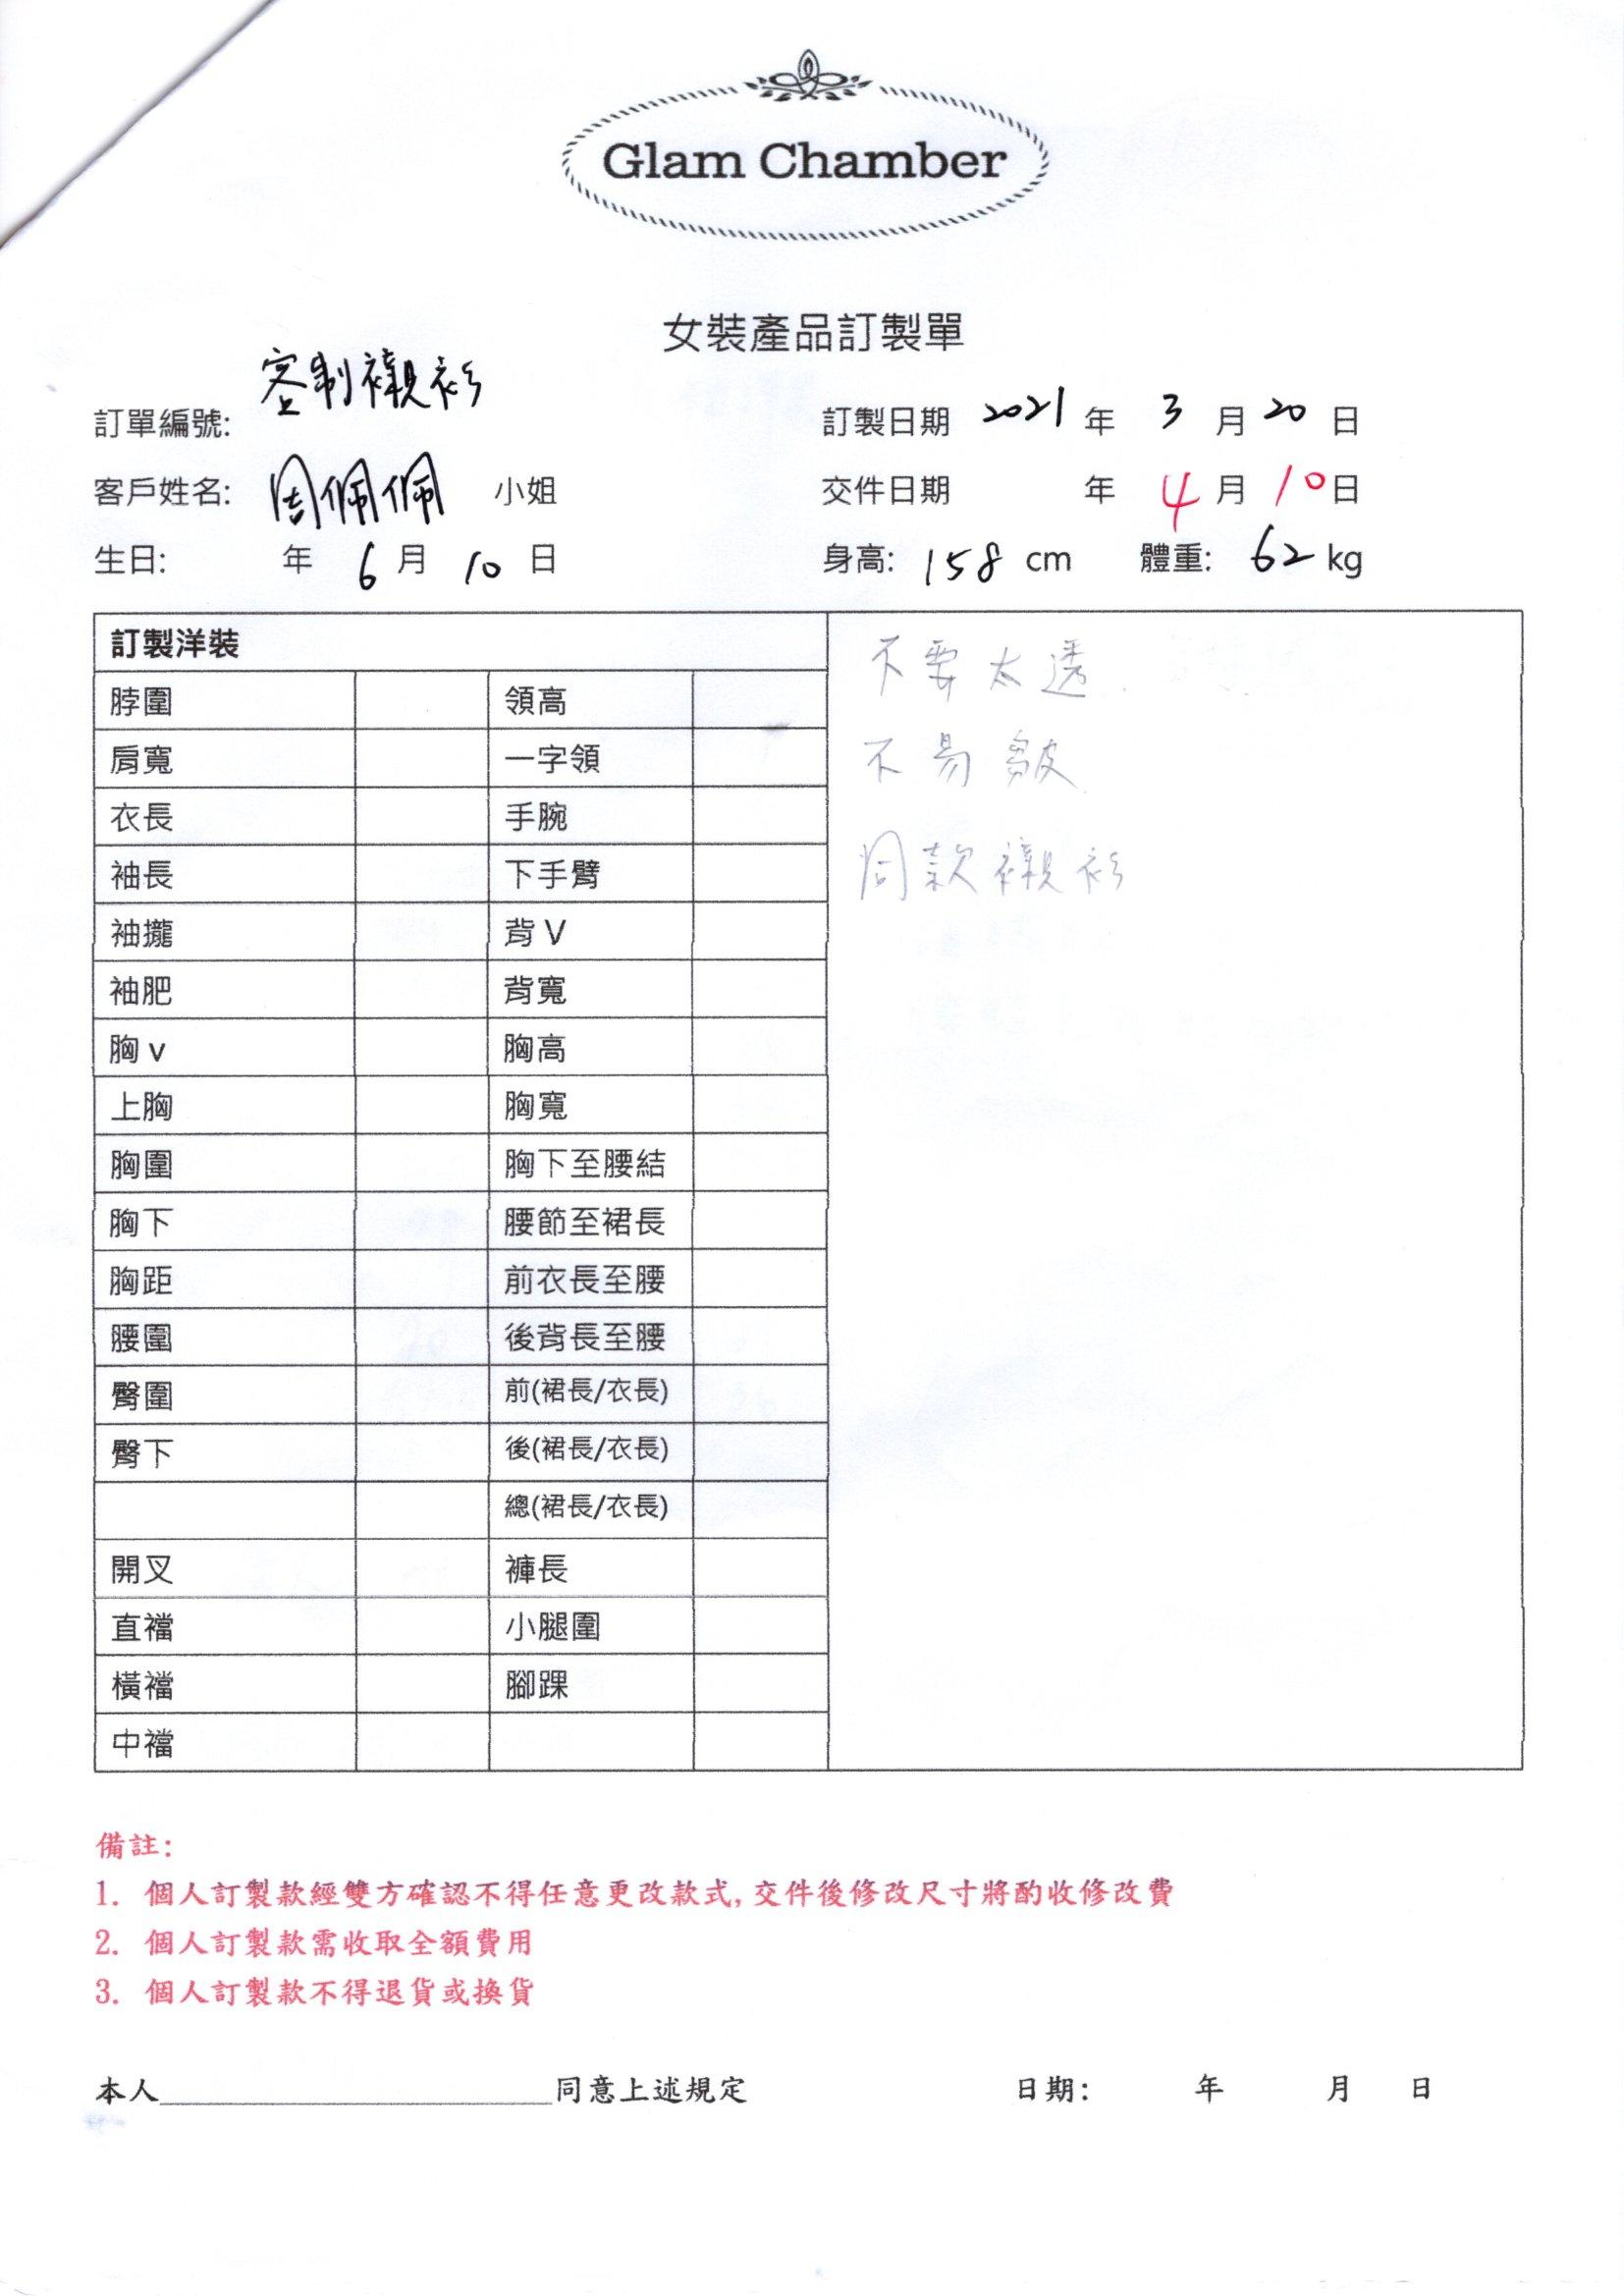 Glam Chamber
女裝產品訂製單
訂單編號: 客制襯衫
訂製日期 2021 年 3 月 20 日
客戶姓名: 周佩佩 小姐
交件日期 年 4 月 10 日
生日: 年 6 月 10 日
身高: 158 cm 體重: 62 kg
訂製洋裝
脖圍 領高
肩寬 一字領
衣長 手腕
袖長 下手臂
袖攏 背 V
袖肥 背寬
胸 v 胸高
上胸 胸寬
胸圍 胸下至腰結
胸下 腰節至裙長
胸距 前衣長至腰
腰圍 後背長至腰
臀圍 前(裙長/衣長)
臀下 後(裙長/衣長)
總(裙長/衣長)
開叉 褲長
直襠 小腿圍
橫襠 腳踝
中襠
不要太透
不易皺
同款襯衫
備註:
1. 個人訂製款經雙方確認不得任意更改款式,交件後修改尺寸將酌收修改費
2. 個人訂製款需收取全額費用
3. 個人訂製款不得退貨或換貨
本人____________________同意上述規定 日期: 年 月 日